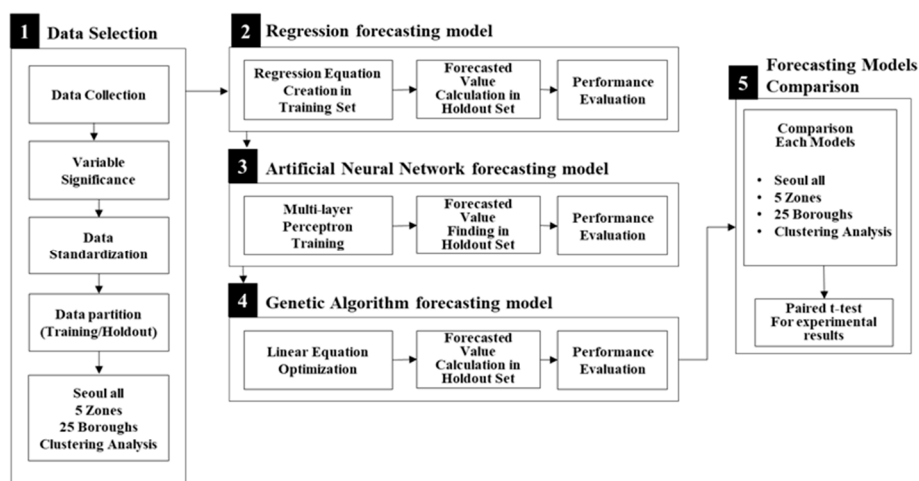 1 Data Selection
Data Collection
Variable
Significance
Data
Standardization
Data partition
(Training/Holdout)
Seoul all
5 Zones
25 Boroughs
Clustering Analysis
2 Regression forecasting model
Regression Equation
Creation in
Training Set
Forecasted
Value
Calculation in
Holdout Set
Performance
Evaluation
3 Artificial Neural Network forecasting model
Multi-layer
Perceptron
Training
Forecasted
Value
Finding in
Holdout Set
Performance
Evaluation
4 Genetic Algorithm forecasting model
Linear Equation
Optimization
Forecasted
Value
Calculation in
Holdout Set
Performance
Evaluation
5 Forecasting Models
Comparison
Comparison
Each Models
• Seoul all
• 5 Zones
• 25 Boroughs
• Clustering Analysis
Paired t-test
For experimental
results